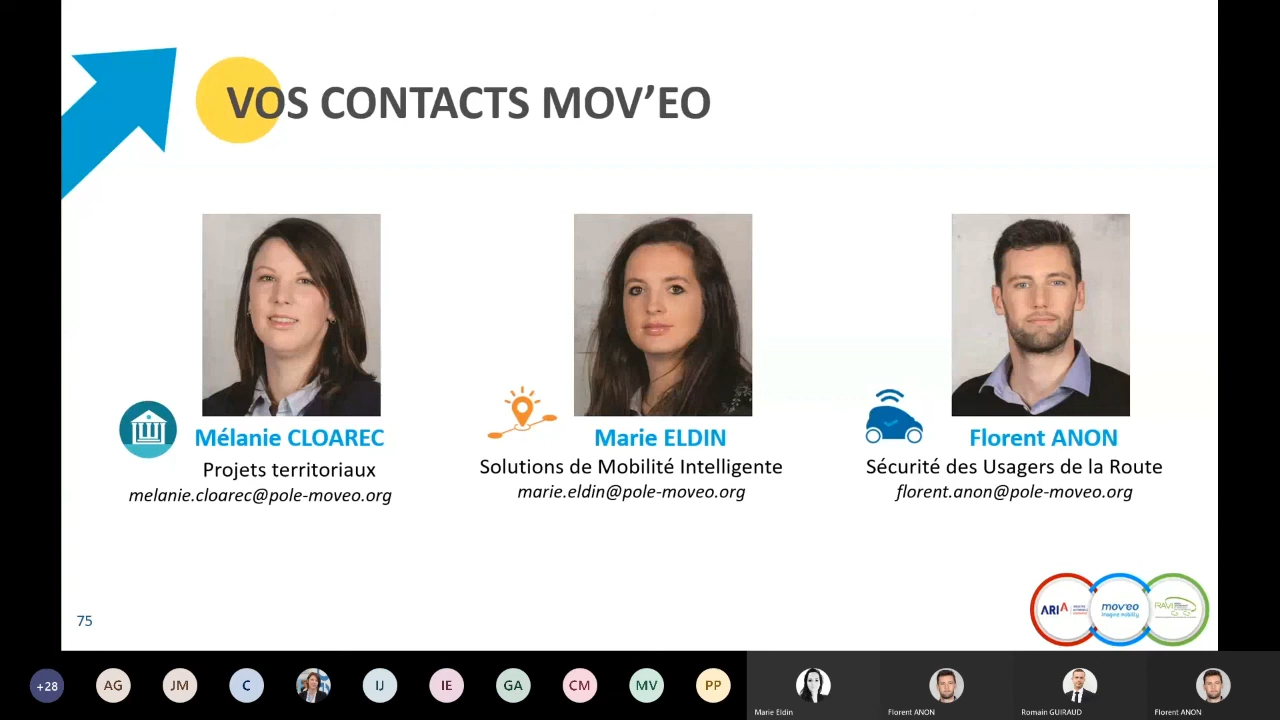 VOS CONTACTS MOV'EO
Mélanie CLOAREC
Projets territoriaux
melanie.cloarec@pole-moveo.org
Marie ELDIN
Solutions de Mobilité Intelligente
marie.eldin@pole-moveo.org
Florent ANON
Sécurité des Usagers de la Route
florent.anon@pole-moveo.org
75
ARIA
mov'eo
imagine mobility
RAVI
+28
AG
JM
C
IJ
IE
GA
CM
MV
PP
Marie Eldin
Florent ANON
Romain GUIRAUD
Florent ANON